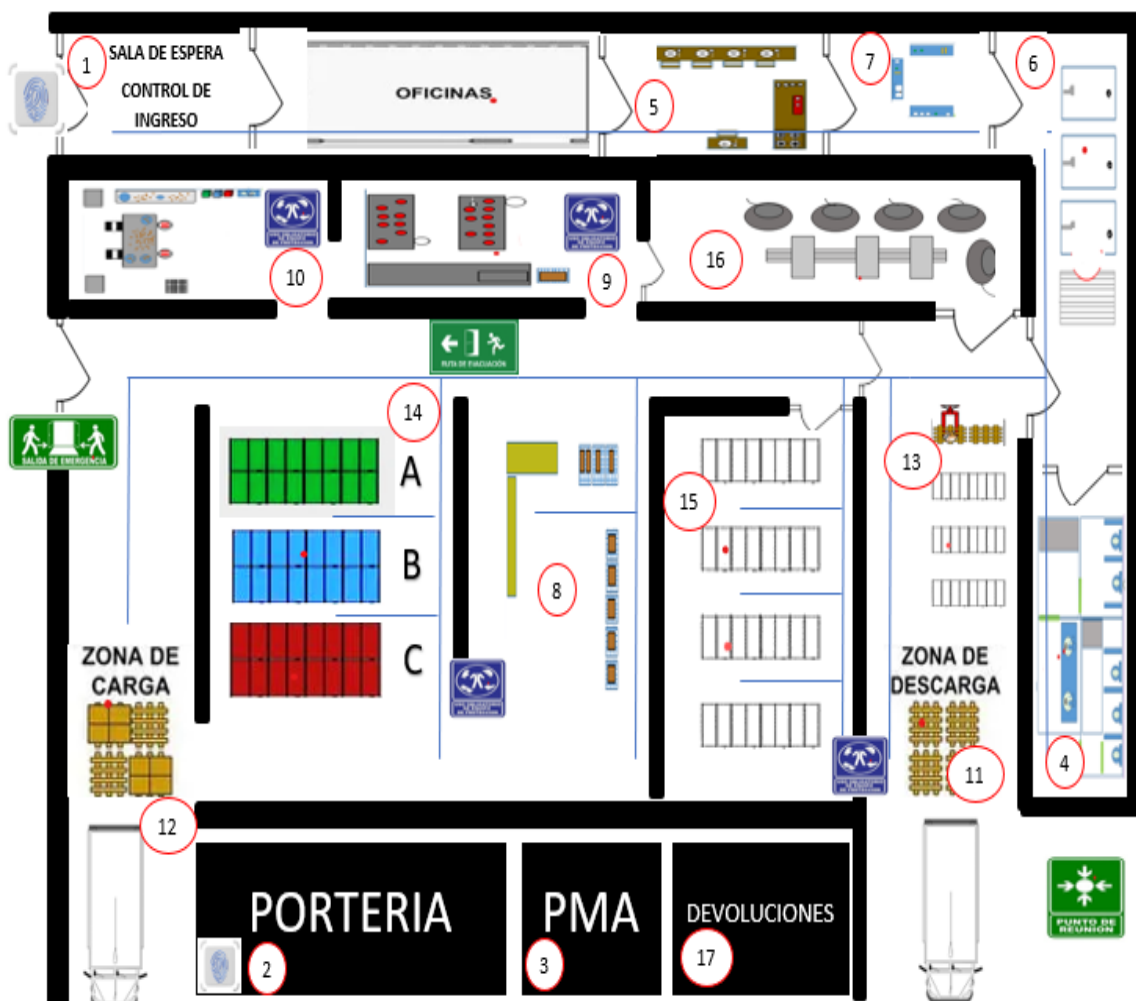 1
SALA DE ESPERA
CONTROL DE
INGRESO
OFICINAS
5
7
6
10
9
16
RUTA DE EVACUACIÓN
SALIDA DE EMERGENCIA
14
A
B
C
8
15
13
ZONA DE
CARGA
ZONA DE
DESCARGA
12
11
4
PORTERIA
2
PMA
3
DEVOLUCIONES
17
PUNTO DE
REUNION